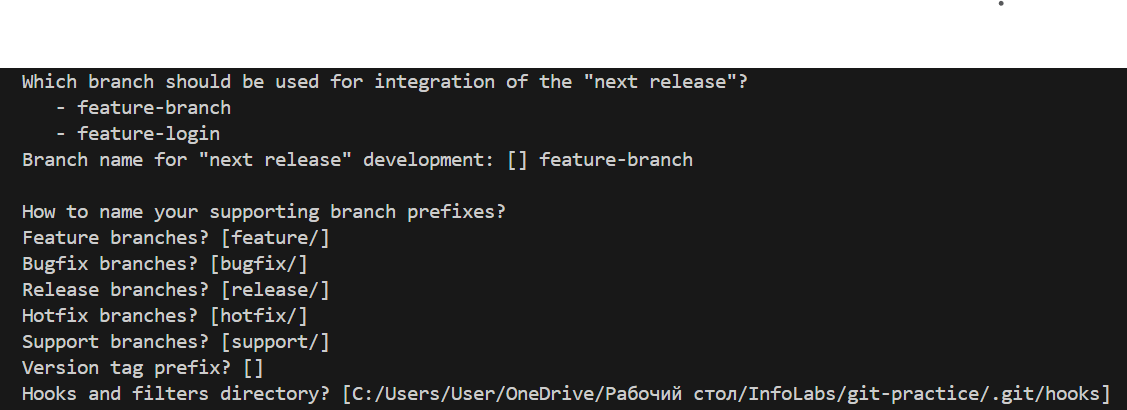 Which branch should be used for integration of the "next release"?
- feature-branch
- feature-login
Branch name for "next release" development: [] feature-branch
How to name your supporting branch prefixes?
Feature branches? [feature/]
Bugfix branches? [bugfix/]
Release branches? [release/]
Hotfix branches? [hotfix/]
Support branches? [support/]
Version tag prefix? []
Hooks and filters directory? [C:/Users/User/OneDrive/Рабочий стол/InfoLabs/git-practice/.git/hooks]